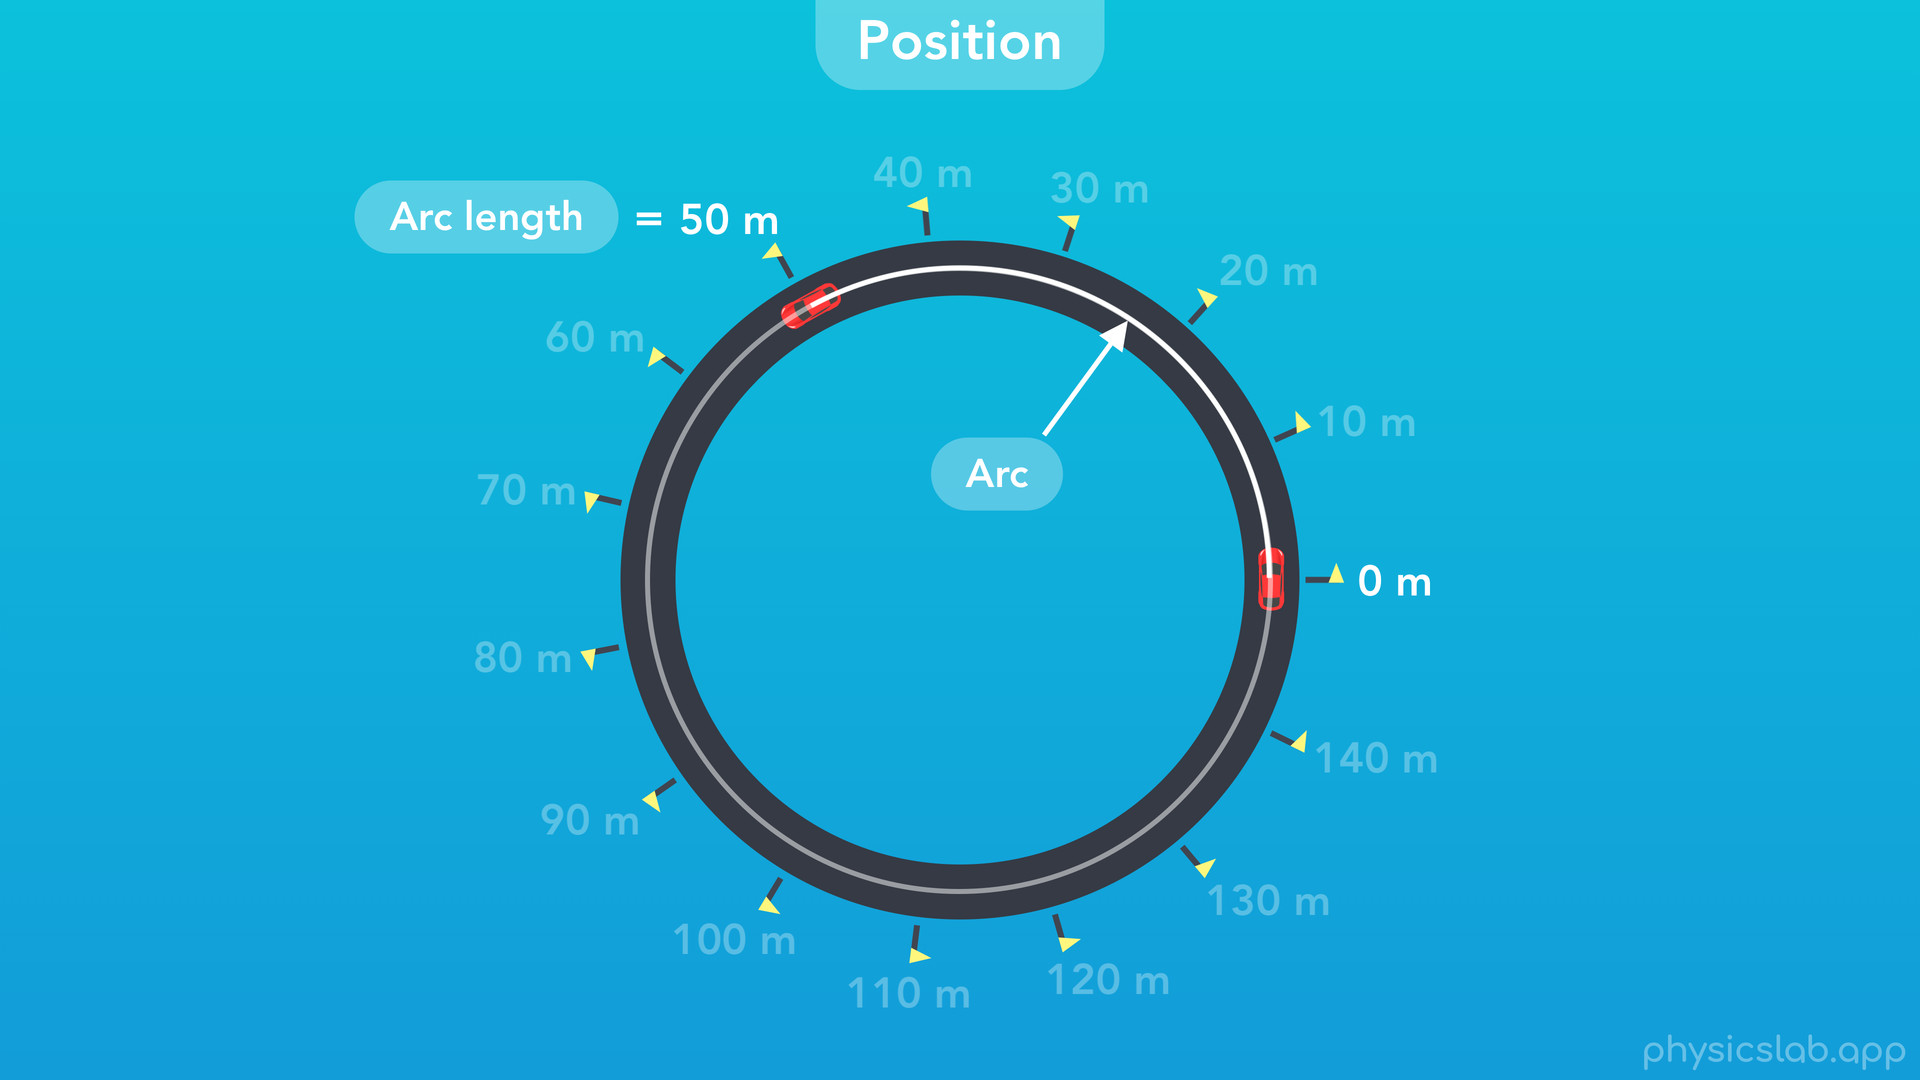 Position
40 m
30 m
Arc length = 50 m
20 m
60 m
10 m
Arc
70 m
0 m
80 m
140 m
90 m
130 m
100 m
120 m
110 m
physicslab.app